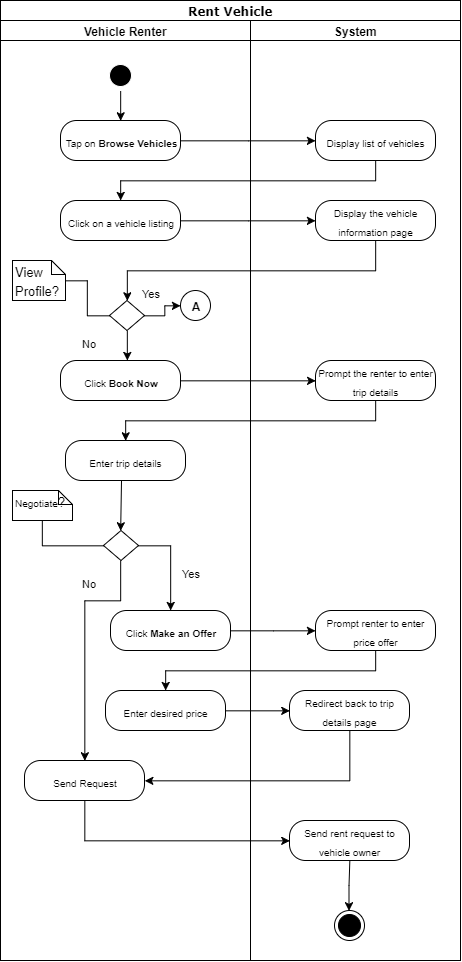 Rent Vehicle
Vehicle Renter
System
Tap on Browse Vehicles
Display list of vehicles
Click on a vehicle listing
Display the vehicle
information page
View
Profile?
Yes
A
No
Click Book Now
Prompt the renter to enter
trip details
Enter trip details
Negotiate?
No
Yes
Click Make an Offer
Prompt renter to enter
price offer
Enter desired price
Redirect back to trip
details page
Send Request
Send rent request to
vehicle owner